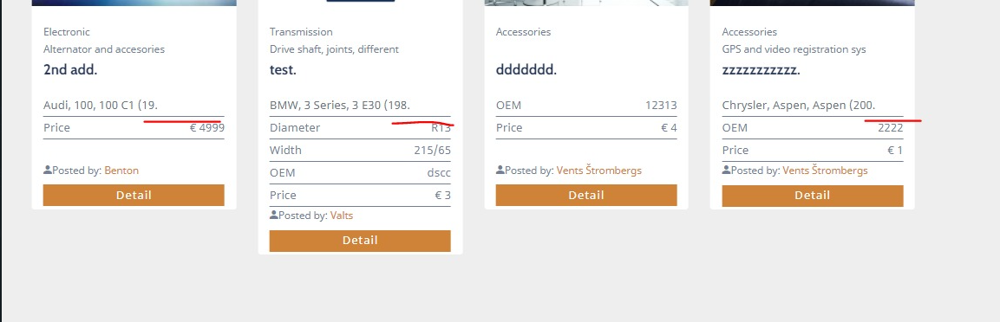 Electronic
Alternator and accesories
2nd add.
Audi, 100, 100 C1 (19.
Price € 4999
Posted by: Benton
Detail
Transmission
Drive shaft, joints, different
test.
BMW, 3 Series, 3 E30 (198.
Diameter R13
Width 215/65
OEM dscc
Price € 3
Posted by: Valts
Detail
Accessories
ddddddd.
OEM 12313
Price € 4
Posted by: Vents Štrombergs
Detail
Accessories
GPS and video registration sys
zzzzzzzzzzz.
Chrysler, Aspen, Aspen (200.
OEM 2222
Price € 1
Posted by: Vents Štrombergs
Detail